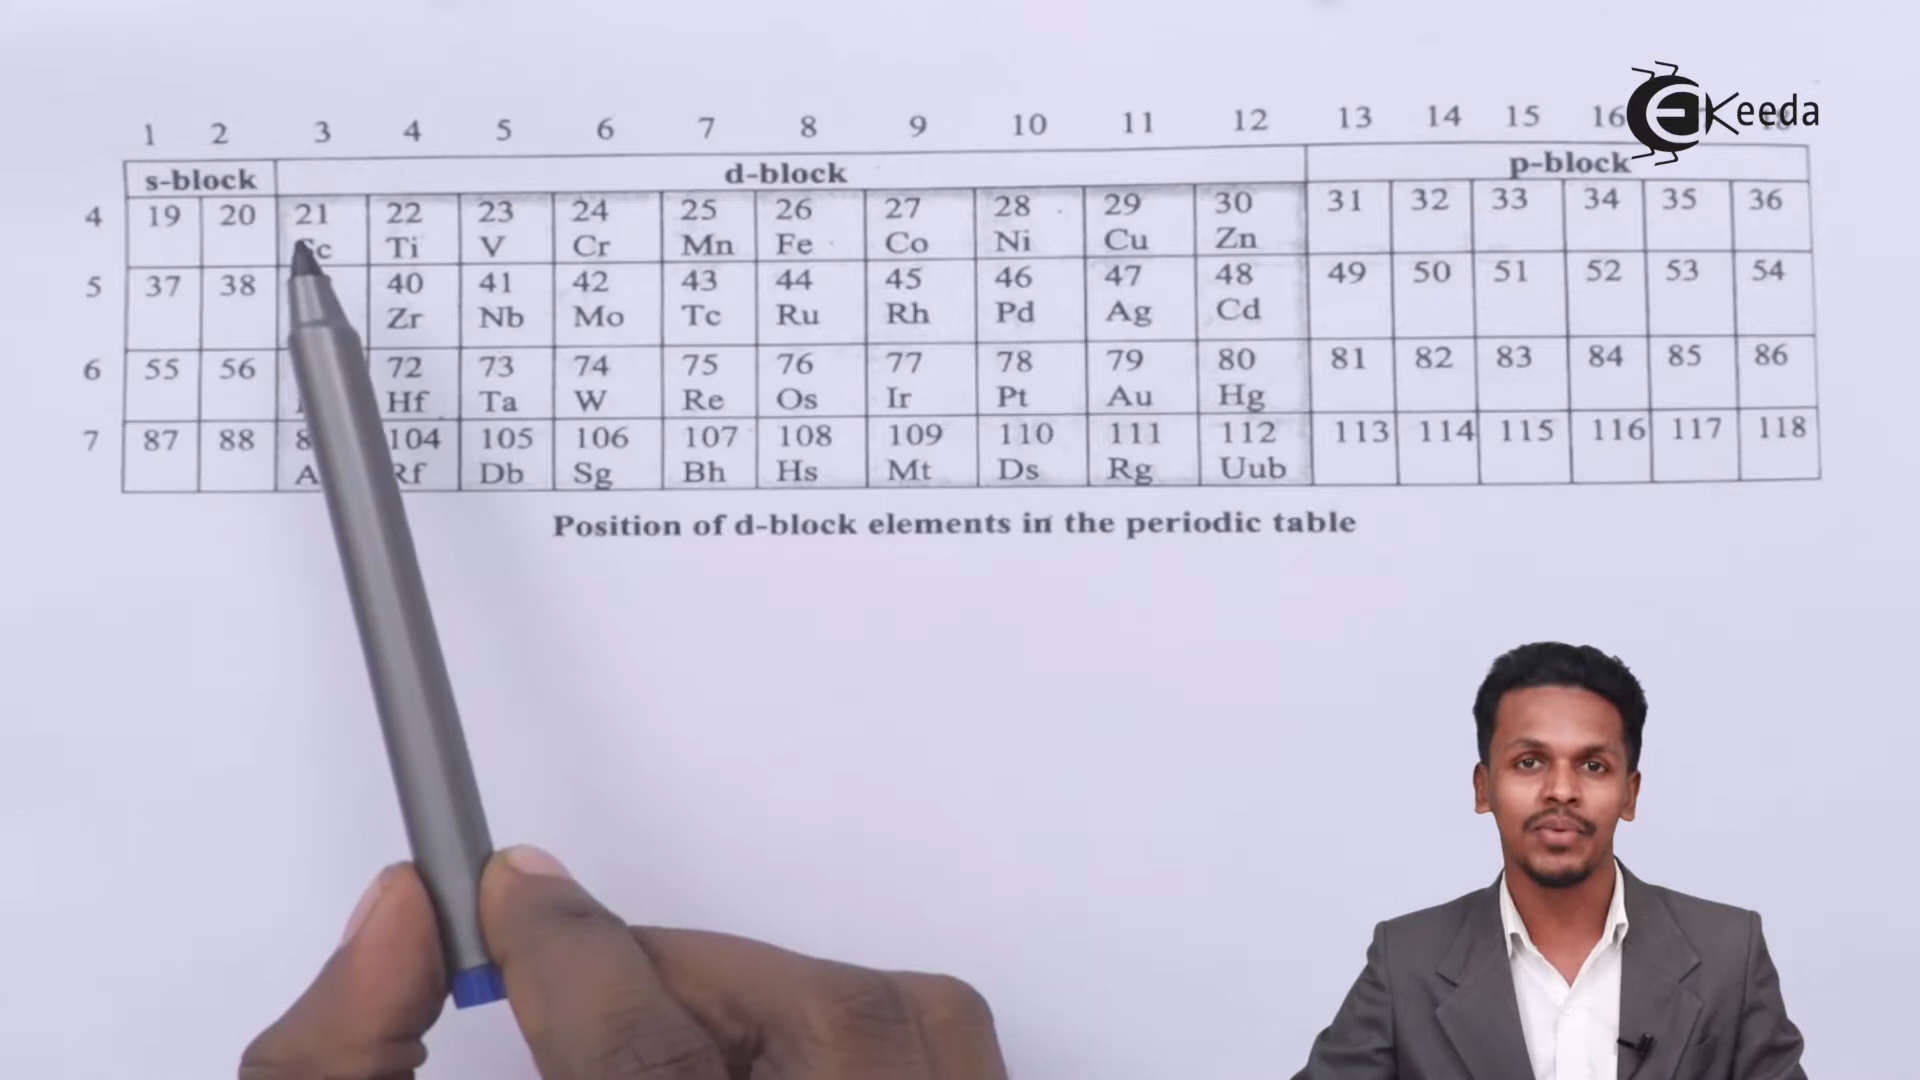 EKeeda
1 2 3 4 5 6 7 8 9 10 11 12 13 14 15 16
s-block d-block p-block
4 19 20 21 22 23 24 25 26 27 28 29 30 31 32 33 34 35 36
Ti V Cr Mn Fe Co Ni Cu Zn
5 37 38 40 41 42 43 44 45 46 47 48 49 50 51 52 53 54
Zr Nb Mo Tc Ru Rh Pd Ag Cd
6 55 56 72 73 74 75 76 77 78 79 80 81 82 83 84 85 86
Hf Ta W Re Os Ir Pt Au Hg
7 87 88 104 105 106 107 108 109 110 111 112 113 114 115 116 117 118
Rf Db Sg Bh Hs Mt Ds Rg Uub
Position of d-block elements in the periodic table